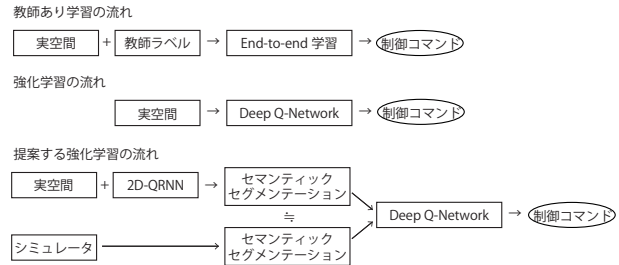 教師あり学習の流れ
実空間 + 教師ラベル → End-to-end 学習 → 制御コマンド
強化学習の流れ
実空間 → Deep Q-Network → 制御コマンド
提案する強化学習の流れ
実空間 + 2D-QRNN → セマンティック
セグメンテーション
≒
Deep Q-Network → 制御コマンド
シミュレータ
セマンティック
セグメンテーション